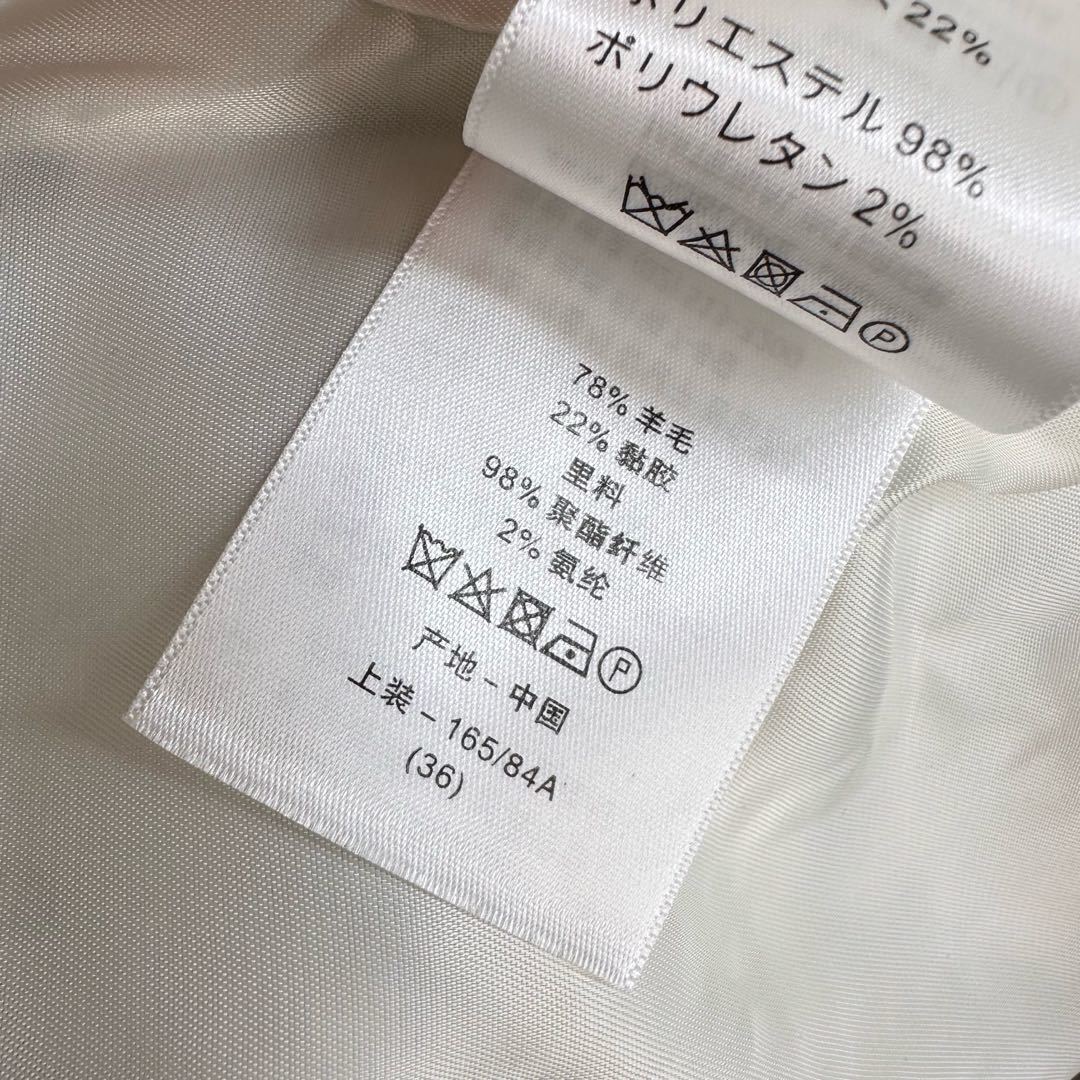 22%
ポリエステル 98%
ポリウレタン 2%
P
78% 羊毛
22% 黏胶
里料
98% 聚酯纤维
2% 氨纶
P
产地 - 中国
上装 - 165/84A
(36)